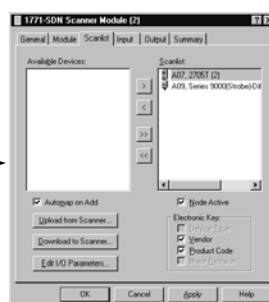 1771-SDN Scanner Module (2)
General Module Scanlist Input Output Summary
Available Devices:
Scanlist:
A07, 2705T (2)
A09, Series 9000(Strobe)-Dif
>
<
>>
<<
Automap on Add
Node Active
Upload from Scanner...
Download to Scanner...
Edit I/O Parameters...
Electronic Key:
Device Type
Vendor
Product Code
Major Revision
OK Cancel Apply Help